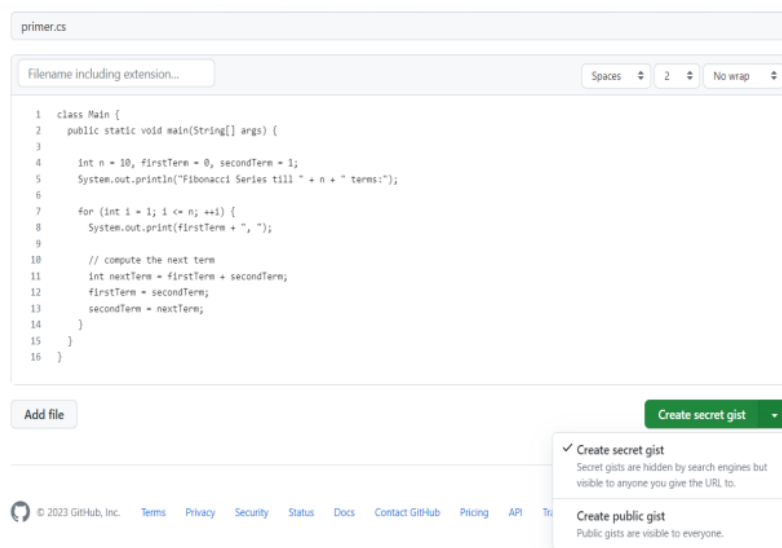 primer.cs
Filename including extension...
Spaces 2 No wrap
1 class Main {
2 public static void main(String[] args) {
3
4 int n = 10, firstTerm = 0, secondTerm = 1;
5 System.out.println("Fibonacci Series till " + n + " terms:");
6
7 for (int i = 1; i <= n; ++i) {
8 System.out.print(firstTerm + ", ");
9
10 // compute the next term
11 int nextTerm = firstTerm + secondTerm;
12 firstTerm = secondTerm;
13 secondTerm = nextTerm;
14 }
15 }
16 }
Add file
Create secret gist
Create secret gist
Secret gists are hidden by search engines but
visible to anyone you give the URL to.
Create public gist
Public gists are visible to everyone.
© 2023 GitHub, Inc. Terms Privacy Security Status Docs Contact GitHub Pricing API